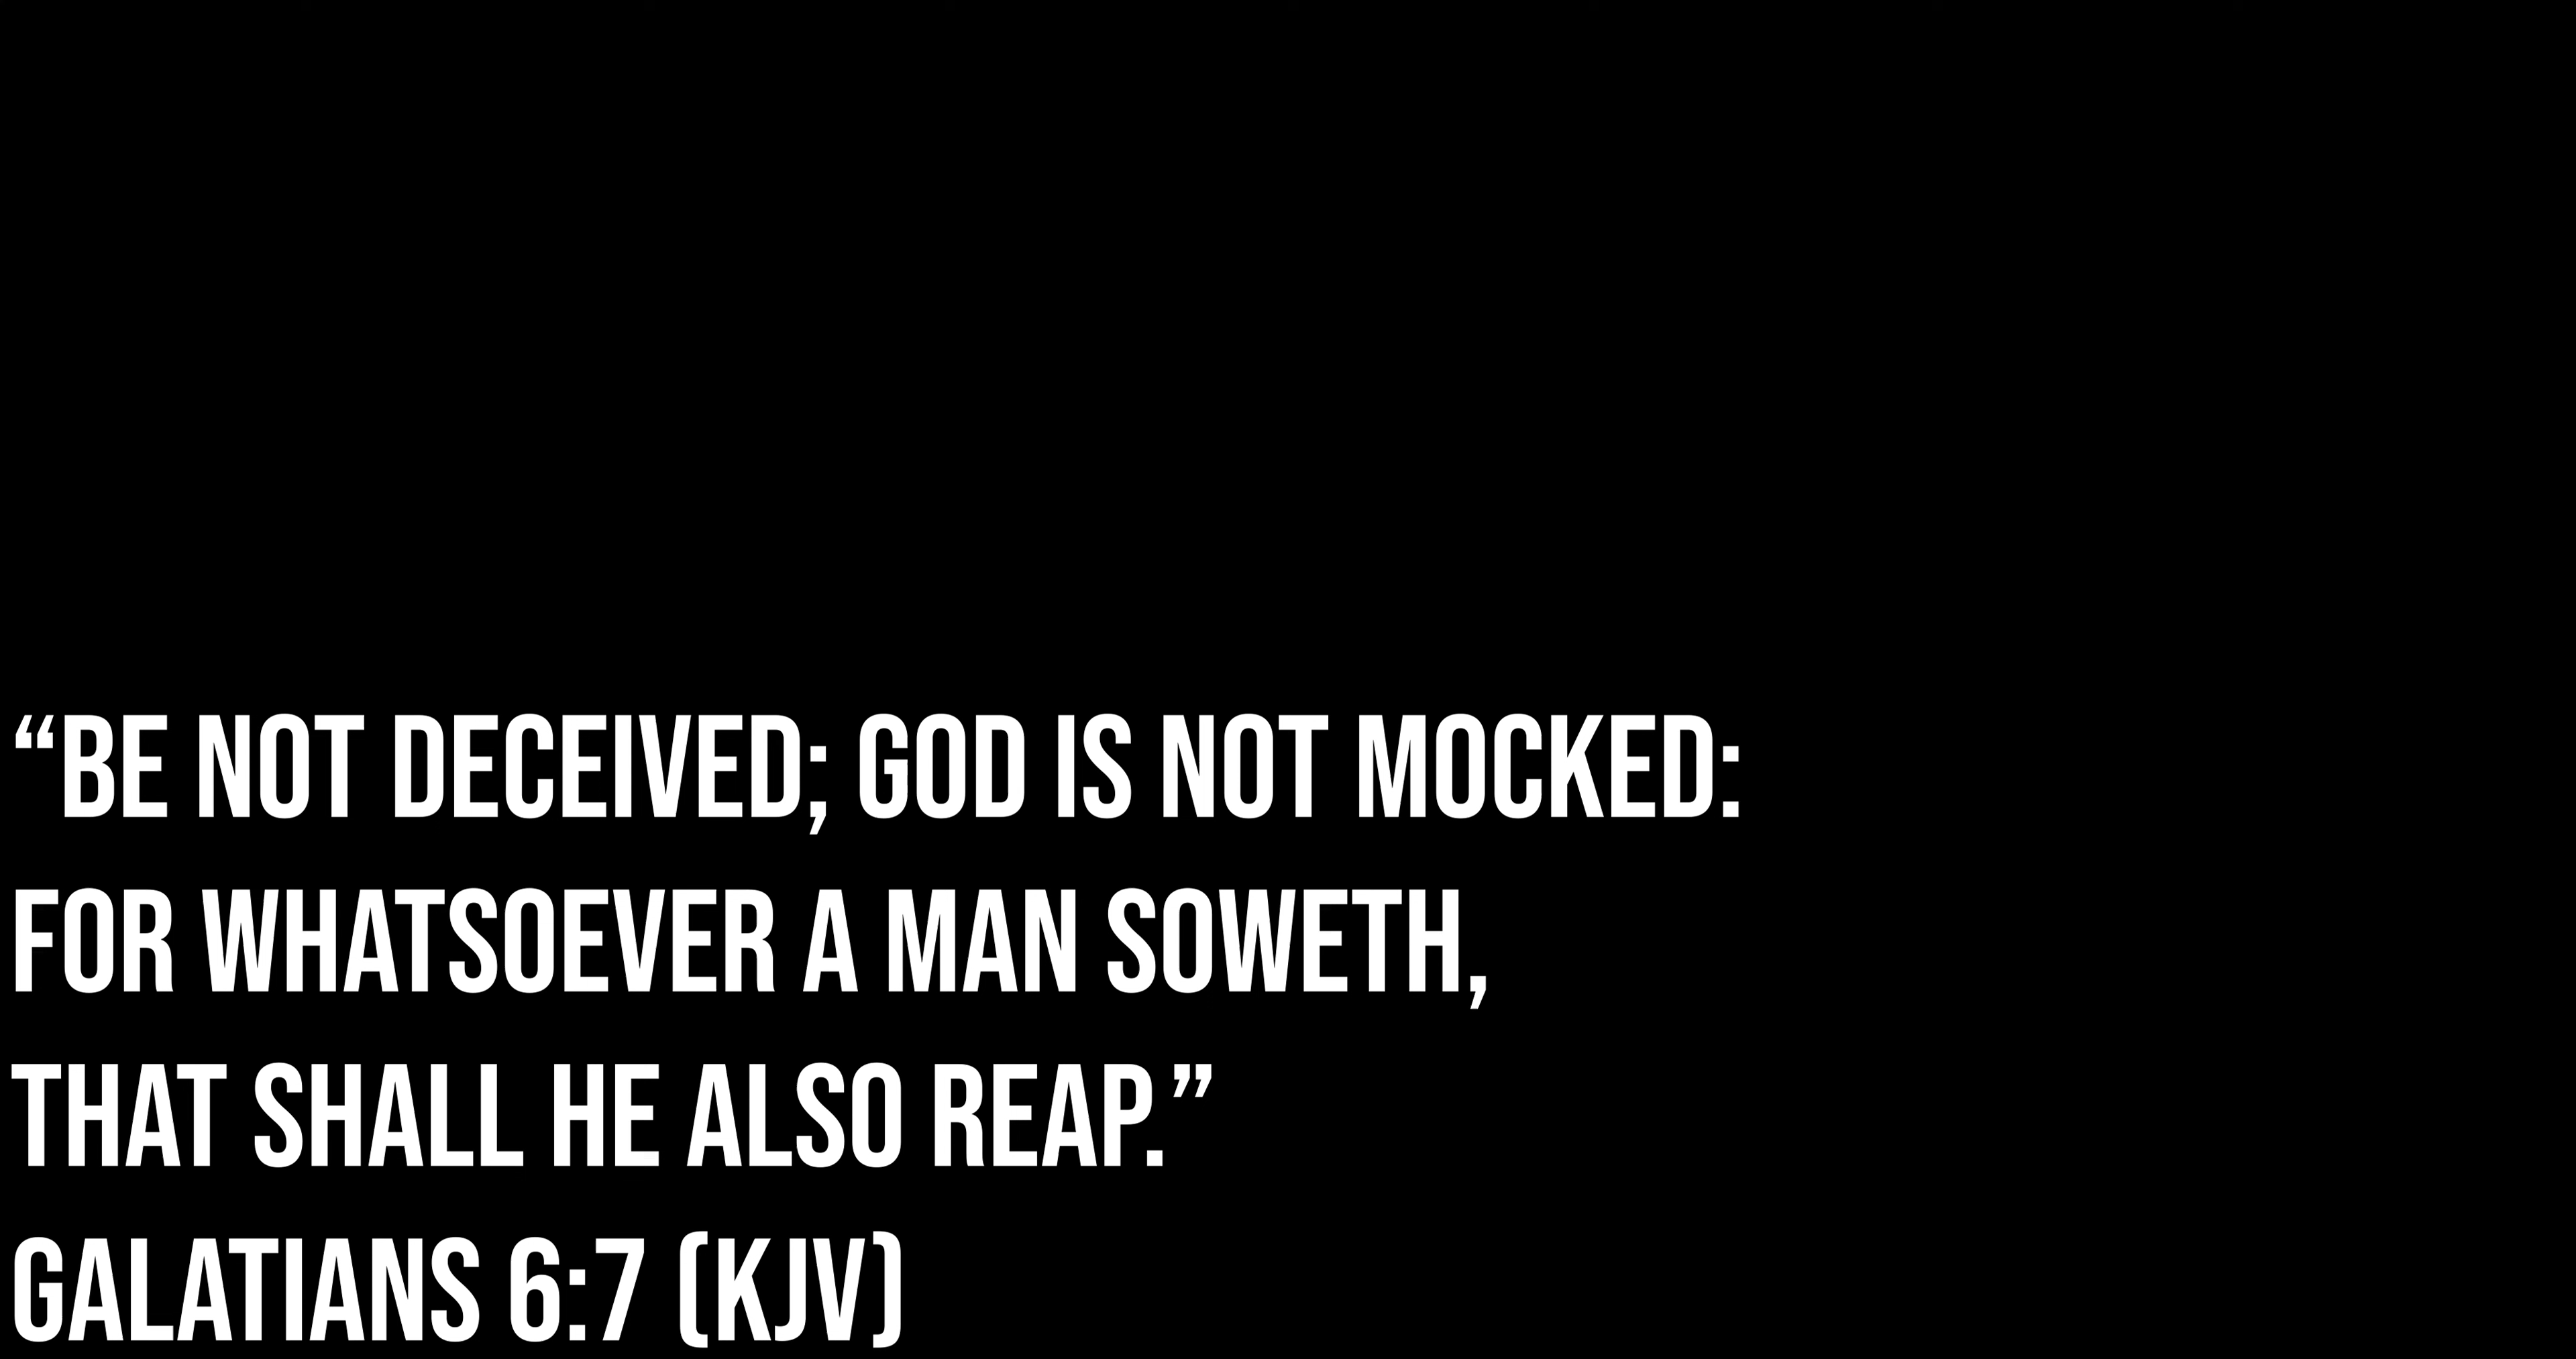 “BE NOT DECEIVED; GOD IS NOT MOCKED:
FOR WHATSOEVER A MAN SOWETH,
THAT SHALL HE ALSO REAP.”
GALATIANS 6:7 (KJV)